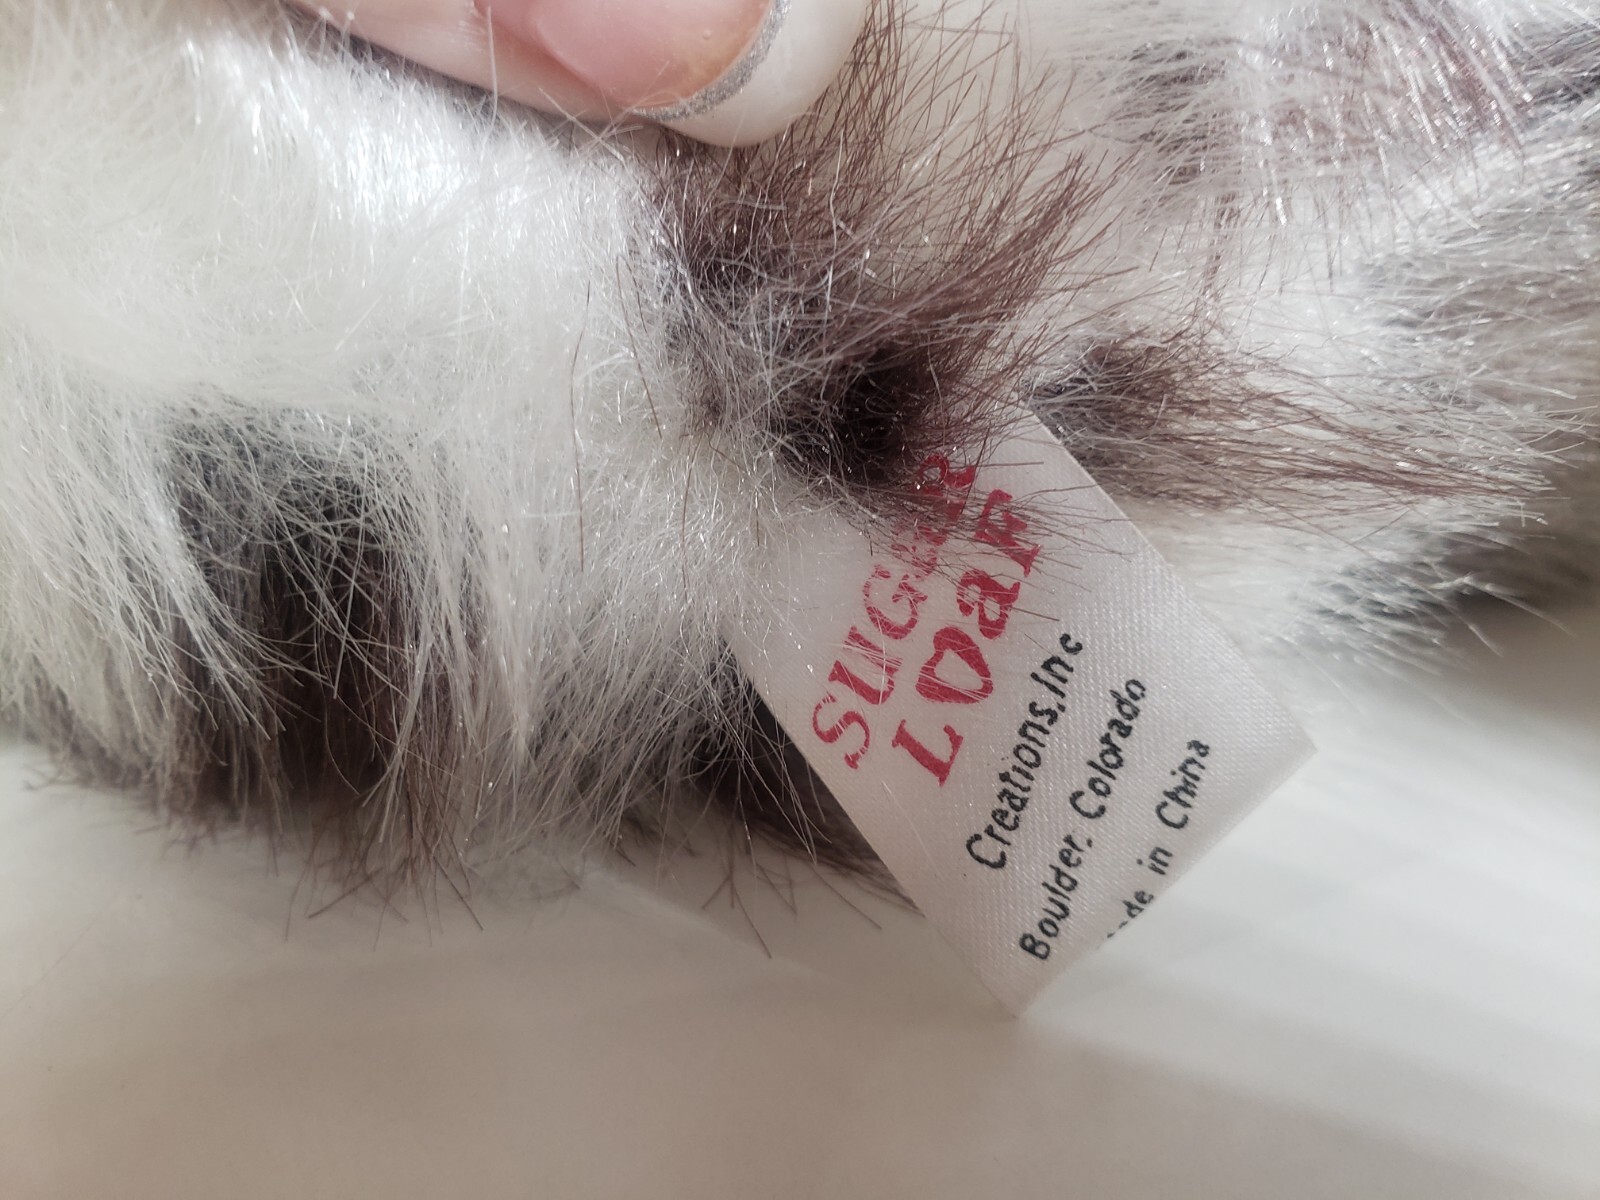 SUGAR
LOaF
Creations,Inc
Boulder. Colorado
in China